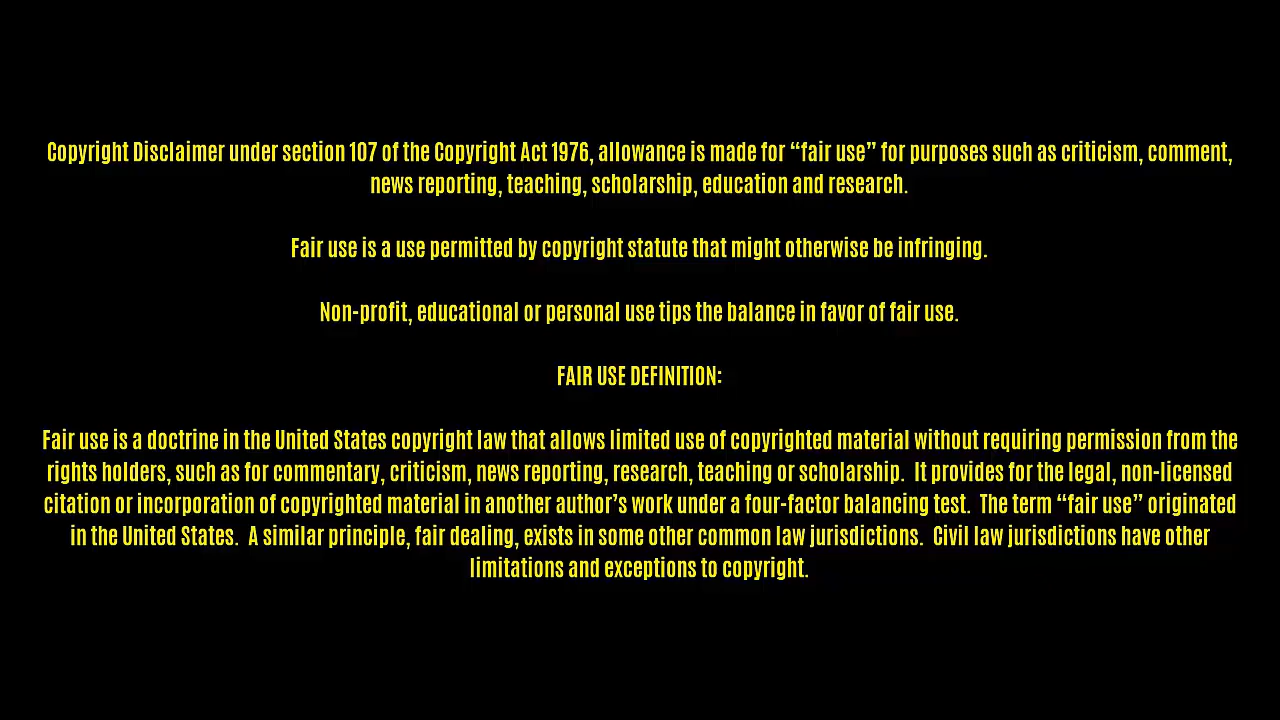 Copyright Disclaimer under section 107 of the Copyright Act 1976, allowance is made for “fair use” for purposes such as criticism, comment,
news reporting, teaching, scholarship, education and research.
Fair use is a use permitted by copyright statute that might otherwise be infringing.
Non-profit, educational or personal use tips the balance in favor of fair use.
FAIR USE DEFINITION:
Fair use is a doctrine in the United States copyright law that allows limited use of copyrighted material without requiring permission from the
rights holders, such as for commentary, criticism, news reporting, research, teaching or scholarship.  It provides for the legal, non-licensed
citation or incorporation of copyrighted material in another author’s work under a four-factor balancing test.  The term “fair use” originated
in the United States.  A similar principle, fair dealing, exists in some other common law jurisdictions.  Civil law jurisdictions have other
limitations and exceptions to copyright.